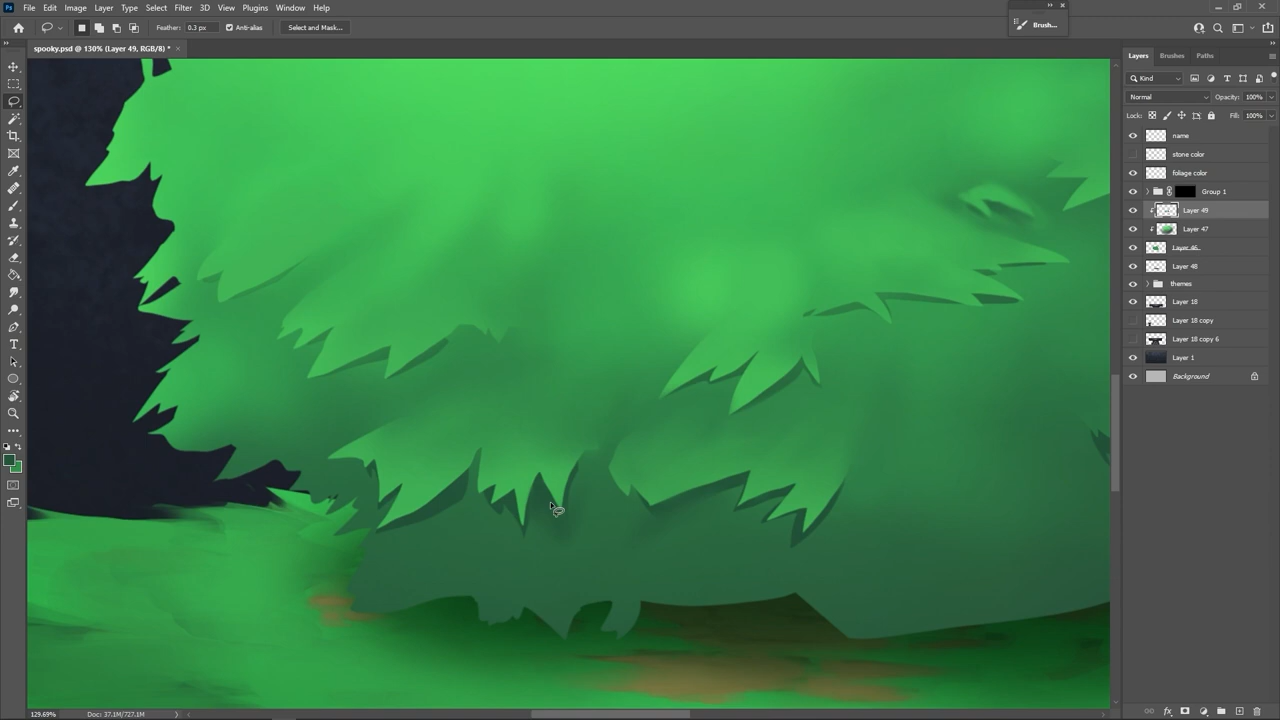 Ps File Edit Image Layer Type Select Filter 3D View Plugins Window Help
Feather: 0.3 px Anti-alias Select and Mask...
Brush...
spooky.psd @ 130% (Layer 49, RGB/8) *
Layers Brushes Paths
Kind
Normal Opacity: 100%
Lock: Fill: 100%
name
stone color
foliage color
Group 1
Layer 49
Layer 47
Layer 46
Layer 48
themes
Layer 18
Layer 18 copy
Layer 18 copy 6
Layer 1
Background
129.69% Doc: 37.1M/727.1M